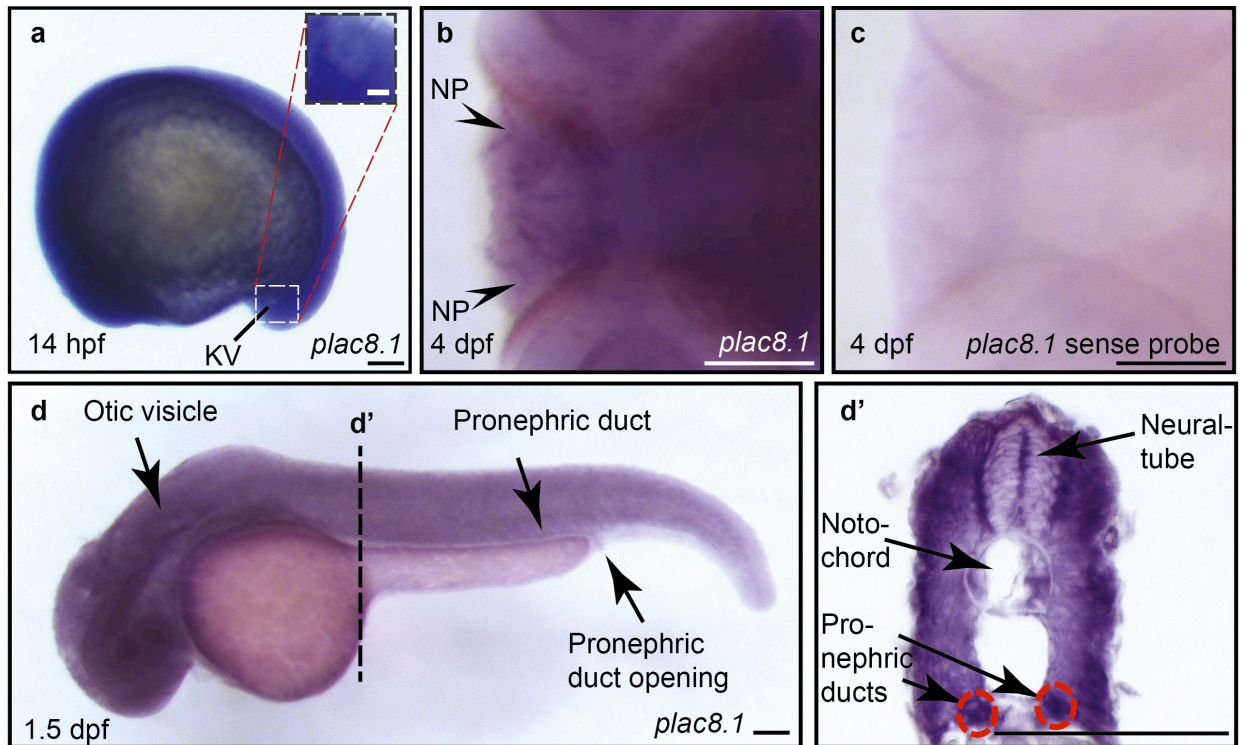 a
14 hpf
KV
plac8.1
b
NP
NP
4 dpf
plac8.1
c
4 dpf
plac8.1 sense probe
d
Otic visicle
d'
Pronephric duct
Pronephric
duct opening
1.5 dpf
plac8.1
d'
Neural-
tube
Noto-
chord
Pro-
nephric
ducts